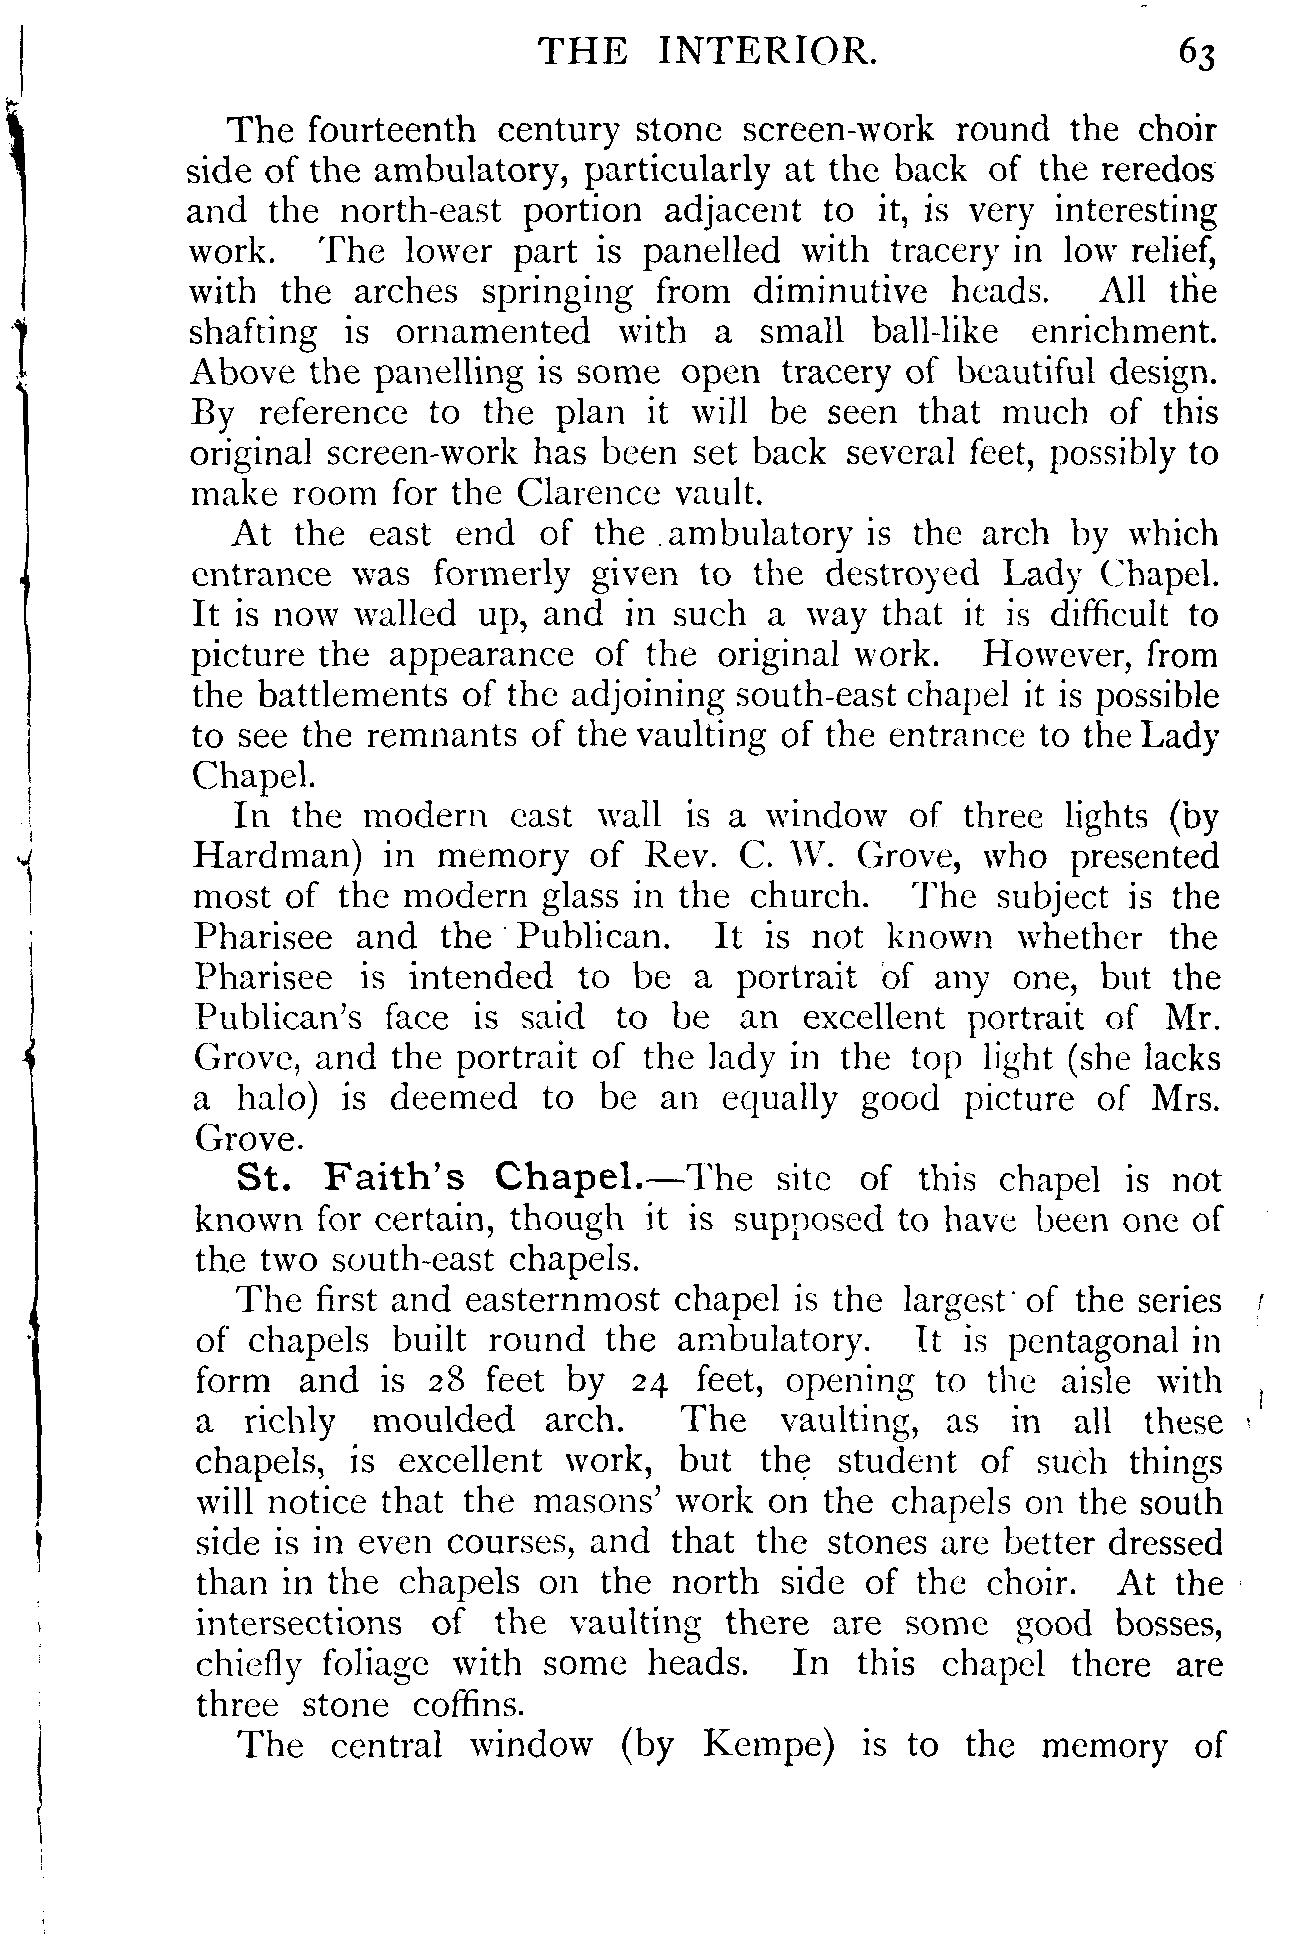 THE INTERIOR. 63
The fourteenth century stone screen-work round the choir
side of the ambulatory, particularly at the back of the reredos
and the north-east portion adjacent to it, is very interesting
work. The lower part is panelled with tracery in low relief,
with the arches springing from diminutive heads. All the
shafting is ornamented with a small ball-like enrichment.
Above the panelling is some open tracery of beautiful design.
By reference to the plan it will be seen that much of this
original screen-work has been set back several feet, possibly to
make room for the Clarence vault.
At the east end of the ambulatory is the arch by which
entrance was formerly given to the destroyed Lady Chapel.
It is now walled up, and in such a way that it is difficult to
picture the appearance of the original work. However, from
the battlements of the adjoining south-east chapel it is possible
to see the remnants of the vaulting of the entrance to the Lady
Chapel.
In the modern east wall is a window of three lights (by
Hardman) in memory of Rev. C. W. Grove, who presented
most of the modern glass in the church. The subject is the
Pharisee and the Publican. It is not known whether the
Pharisee is intended to be a portrait of any one, but the
Publican's face is said to be an excellent portrait of Mr.
Grove, and the portrait of the lady in the top light (she lacks
a halo) is deemed to be an equally good picture of Mrs.
Grove.
St. Faith's Chapel.—The site of this chapel is not
known for certain, though it is supposed to have been one of
the two south-east chapels.
The first and easternmost chapel is the largest of the series
of chapels built round the ambulatory. It is pentagonal in
form and is 28 feet by 24 feet, opening to the aisle with
a richly moulded arch. The vaulting, as in all these
chapels, is excellent work, but the student of such things
will notice that the masons' work on the chapels on the south
side is in even courses, and that the stones are better dressed
than in the chapels on the north side of the choir. At the
intersections of the vaulting there are some good bosses,
chiefly foliage with some heads. In this chapel there are
three stone coffins.
The central window (by Kempe) is to the memory of